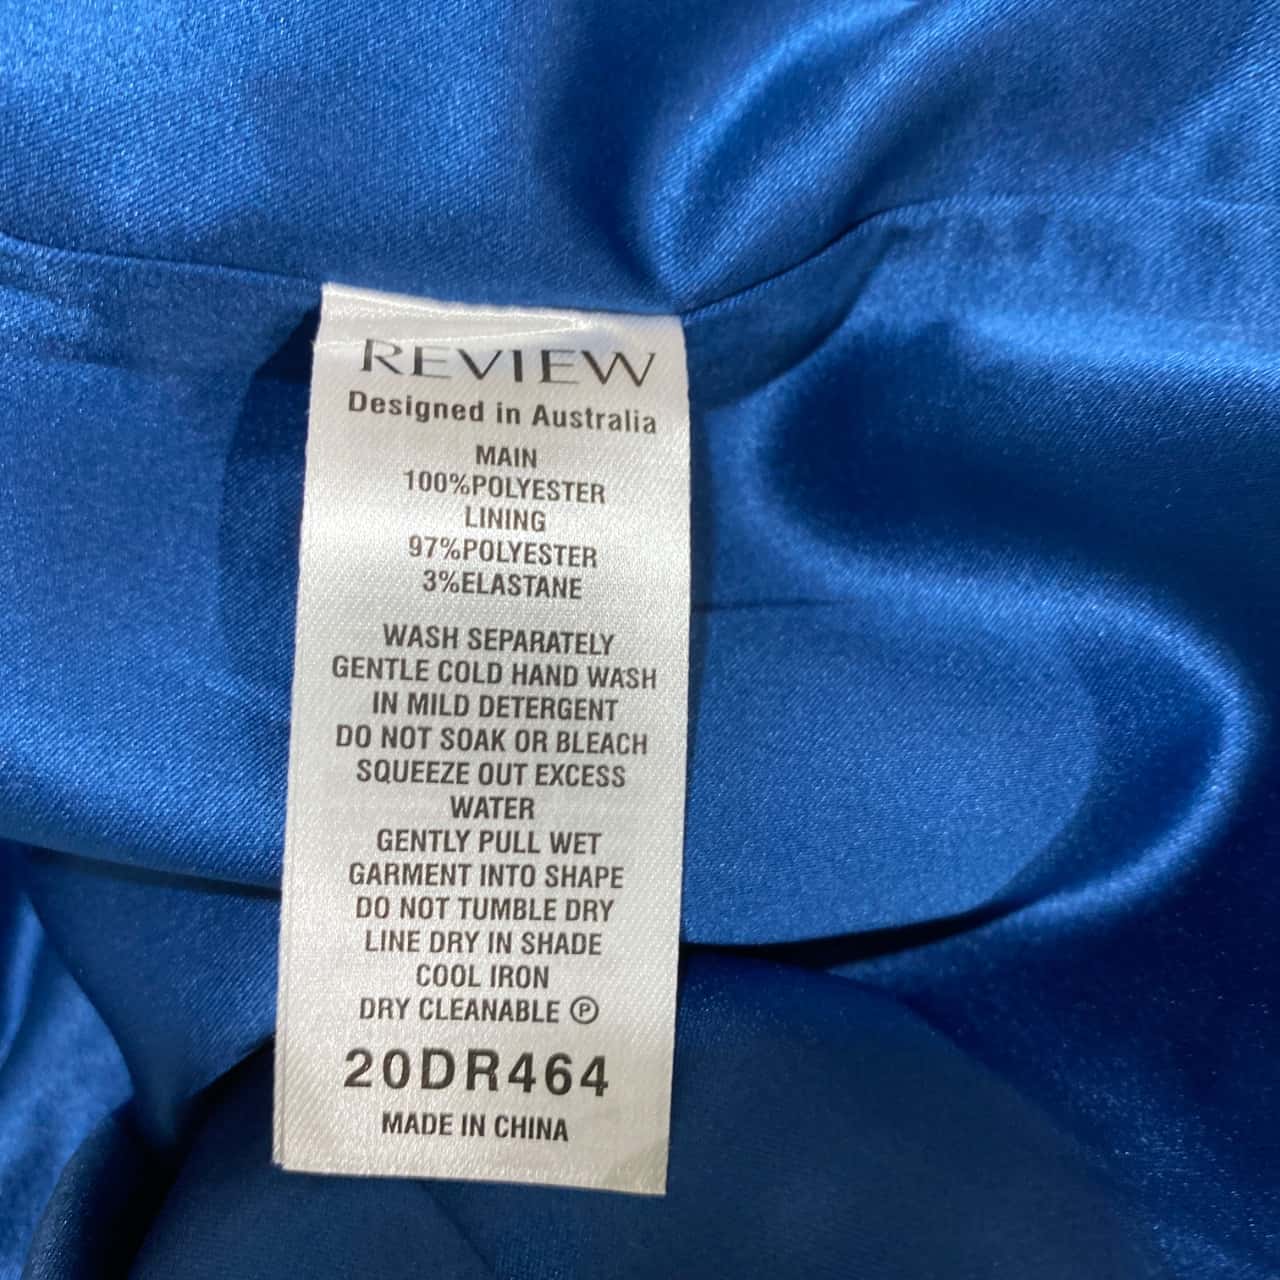 REVIEW
Designed in Australia
MAIN
100%POLYESTER
LINING
97%POLYESTER
3%ELASTANE
WASH SEPARATELY
GENTLE COLD HAND WASH
IN MILD DETERGENT
DO NOT SOAK OR BLEACH
SQUEEZE OUT EXCESS
WATER
GENTLY PULL WET
GARMENT INTO SHAPE
DO NOT TUMBLE DRY
LINE DRY IN SHADE
COOL IRON
DRY CLEANABLE Ⓟ
20DR464
MADE IN CHINA